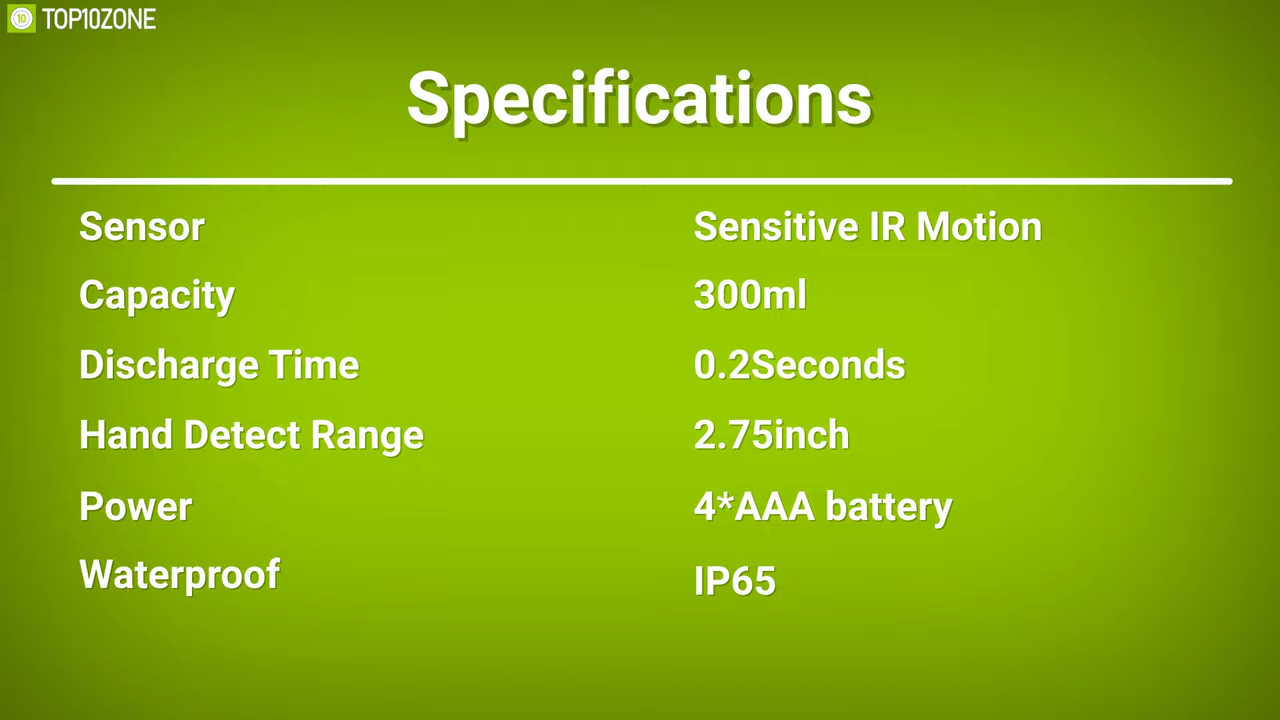 TOP10ZONE
Specifications
Sensor Sensitive IR Motion
Capacity 300ml
Discharge Time 0.2Seconds
Hand Detect Range 2.75inch
Power 4*AAA battery
Waterproof IP65